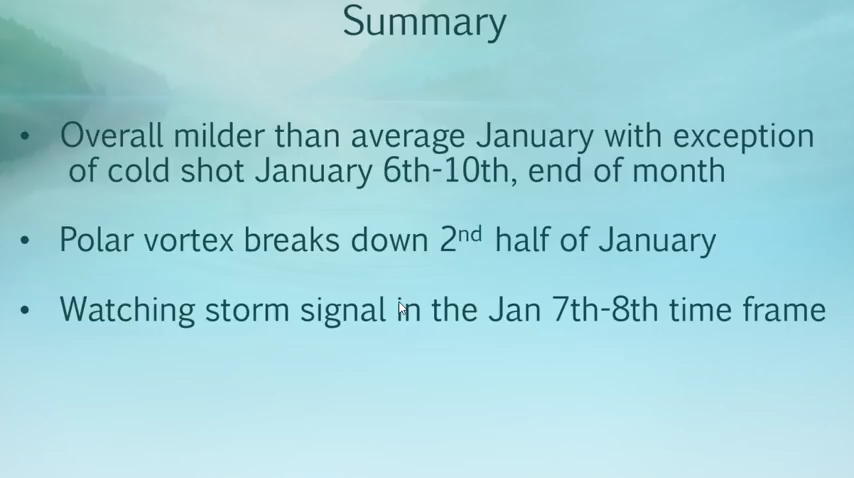 Summary
• Overall milder than average January with exception
of cold shot January 6th-10th, end of month
• Polar vortex breaks down 2nd half of January
• Watching storm signal in the Jan 7th-8th time frame